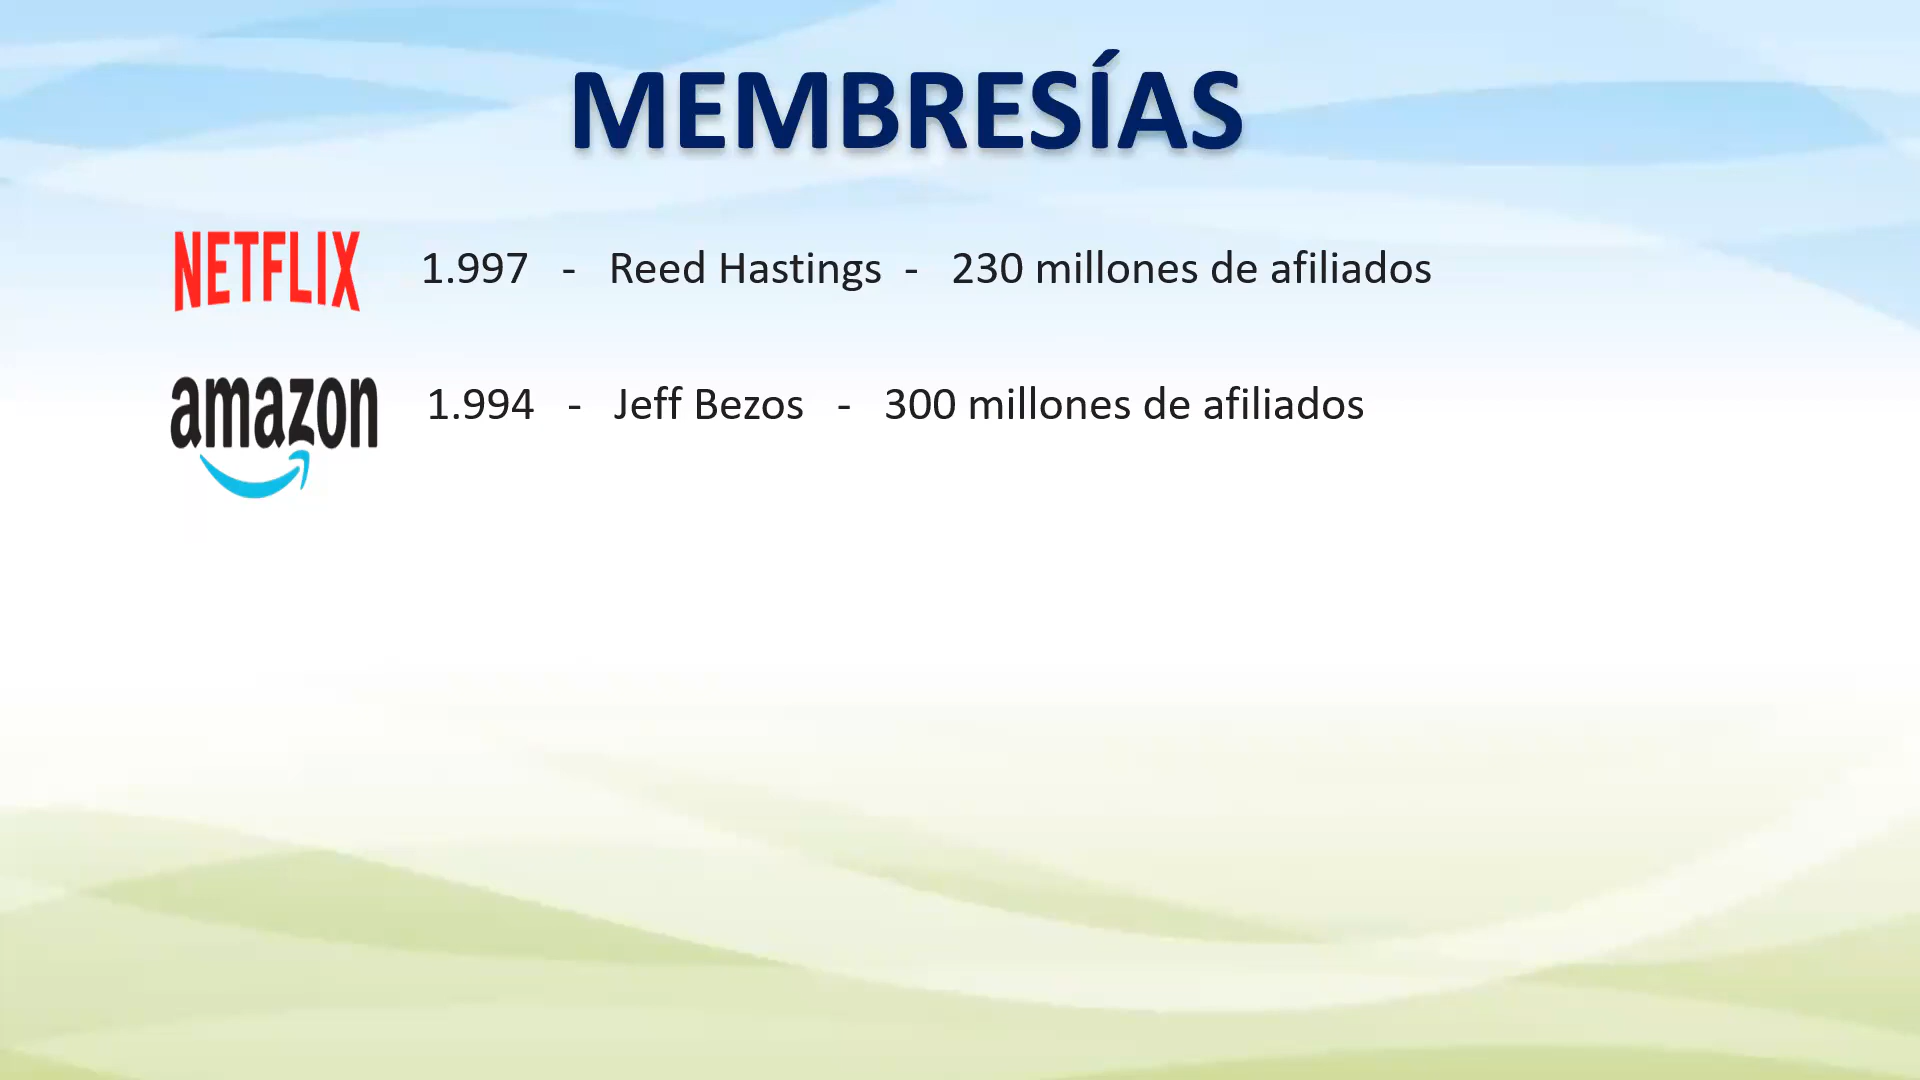 MEMBRESÍAS
NETFLIX 1.997 - Reed Hastings - 230 millones de afiliados
amazon 1.994 - Jeff Bezos - 300 millones de afiliados